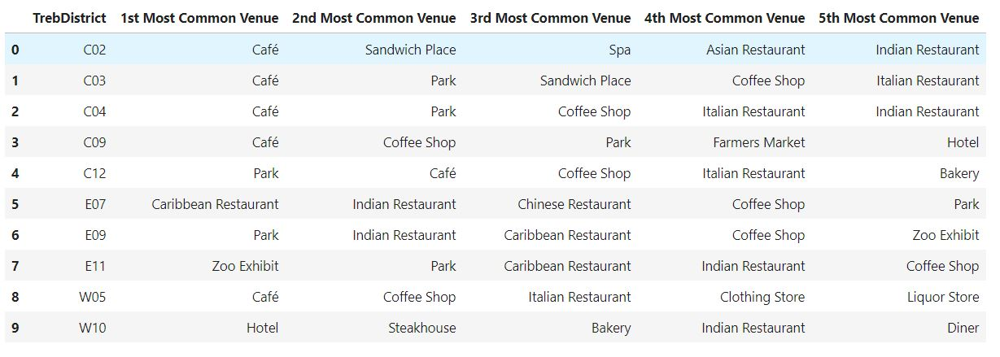 TrebDistrict 1st Most Common Venue 2nd Most Common Venue 3rd Most Common Venue 4th Most Common Venue 5th Most Common Venue
0 C02 Café Sandwich Place Spa Asian Restaurant Indian Restaurant
1 C03 Café Park Sandwich Place Coffee Shop Italian Restaurant
2 C04 Café Park Coffee Shop Italian Restaurant Indian Restaurant
3 C09 Café Coffee Shop Park Farmers Market Hotel
4 C12 Park Café Coffee Shop Italian Restaurant Bakery
5 E07 Caribbean Restaurant Indian Restaurant Chinese Restaurant Coffee Shop Park
6 E09 Park Indian Restaurant Caribbean Restaurant Coffee Shop Zoo Exhibit
7 E11 Zoo Exhibit Park Caribbean Restaurant Indian Restaurant Coffee Shop
8 W05 Café Coffee Shop Italian Restaurant Clothing Store Liquor Store
9 W10 Hotel Steakhouse Bakery Indian Restaurant Diner